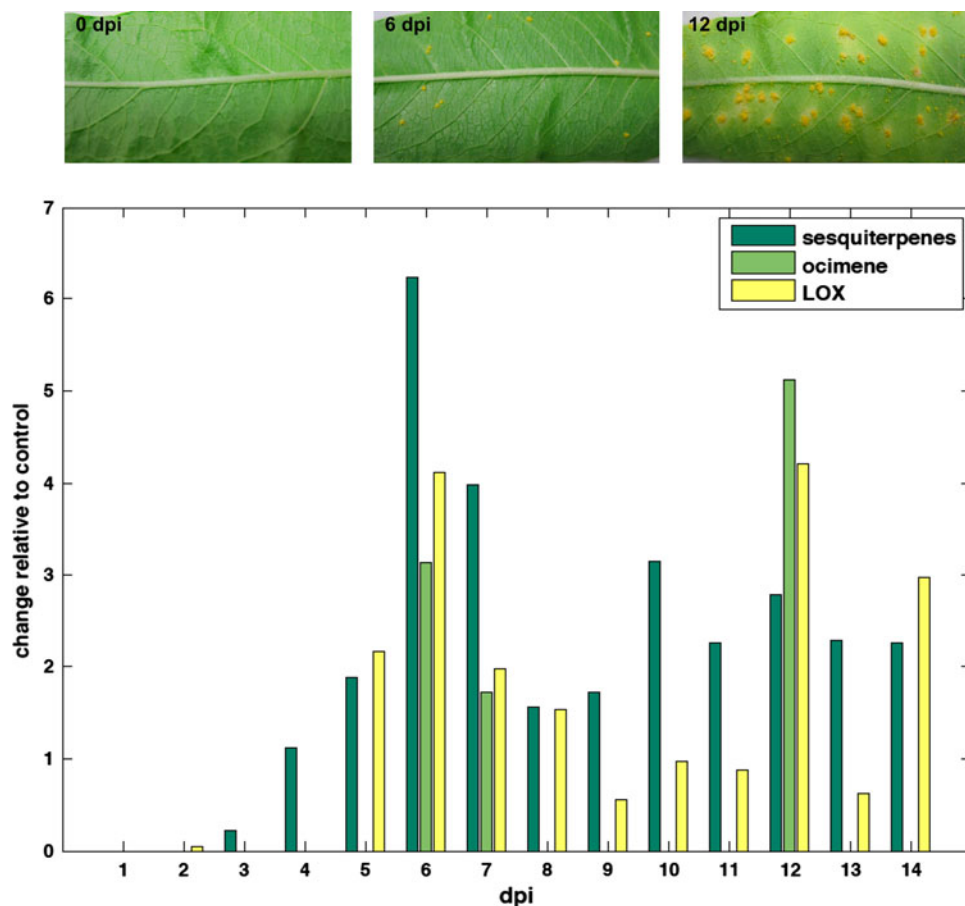 0 dpi
6 dpi
12 dpi
7
6
5
4
3
2
1
0
change relative to control
sesquiterpenes
ocimene
LOX
1 2 3 4 5 6 7 8 9 10 11 12 13 14
dpi